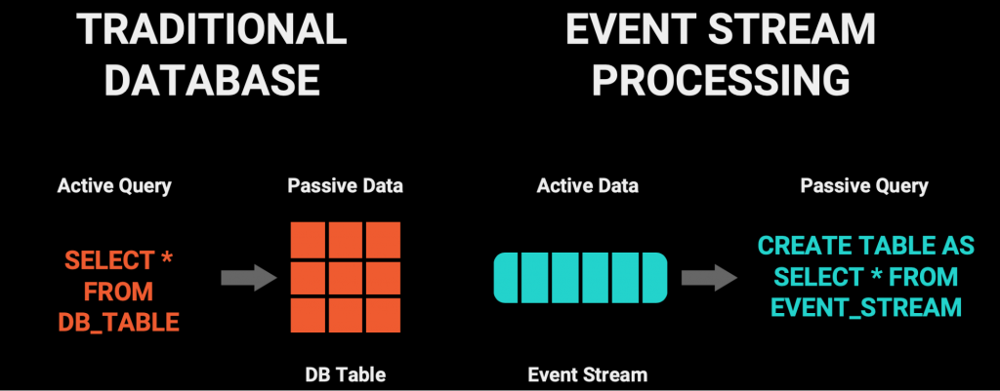 TRADITIONAL
DATABASE
Active Query
Passive Data
SELECT *
FROM
DB_TABLE
DB Table
EVENT STREAM
PROCESSING
Active Data
Passive Query
CREATE TABLE AS
SELECT * FROM
EVENT_STREAM
Event Stream